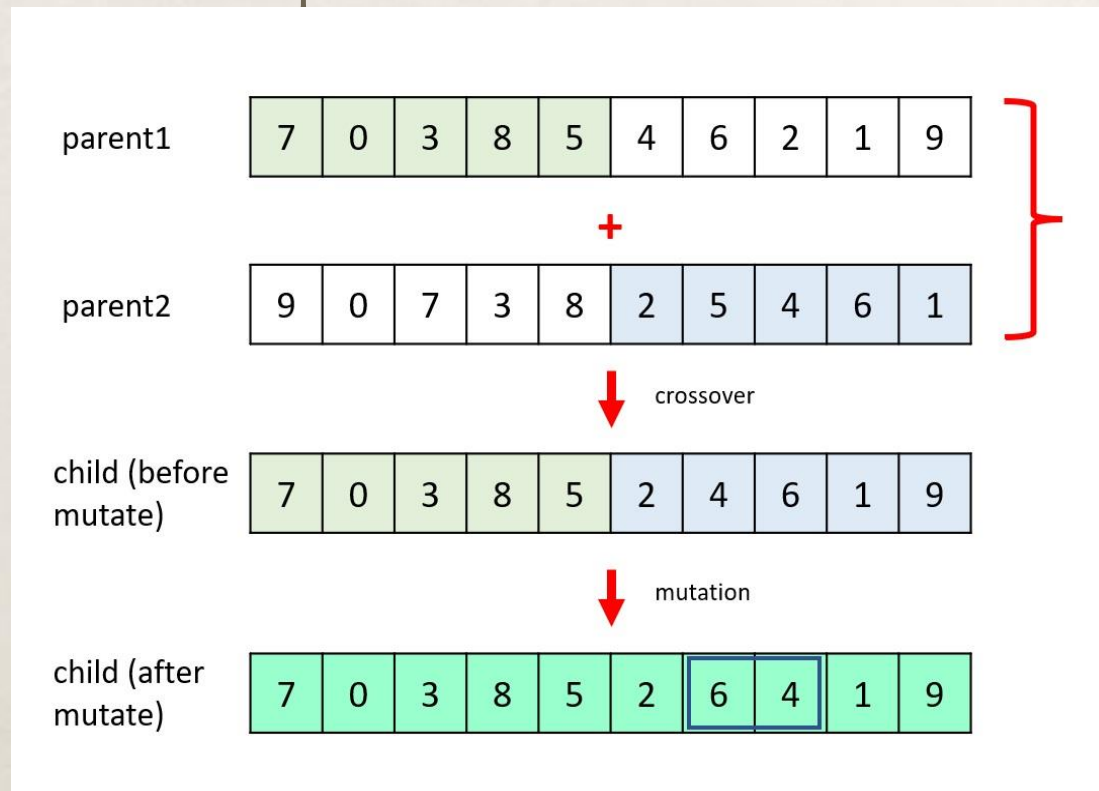 parent1 7 0 3 8 5 4 6 2 1 9
+
parent2 9 0 7 3 8 2 5 4 6 1
crossover
child (before
mutate) 7 0 3 8 5 2 4 6 1 9
mutation
child (after
mutate) 7 0 3 8 5 2 6 4 1 9